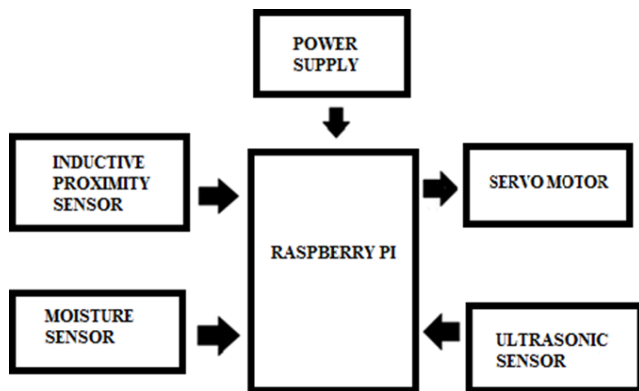 POWER
SUPPLY
INDUCTIVE
PROXIMITY
SENSOR
SERVO MOTOR
RASPBERRY PI
MOISTURE
SENSOR
ULTRASONIC
SENSOR